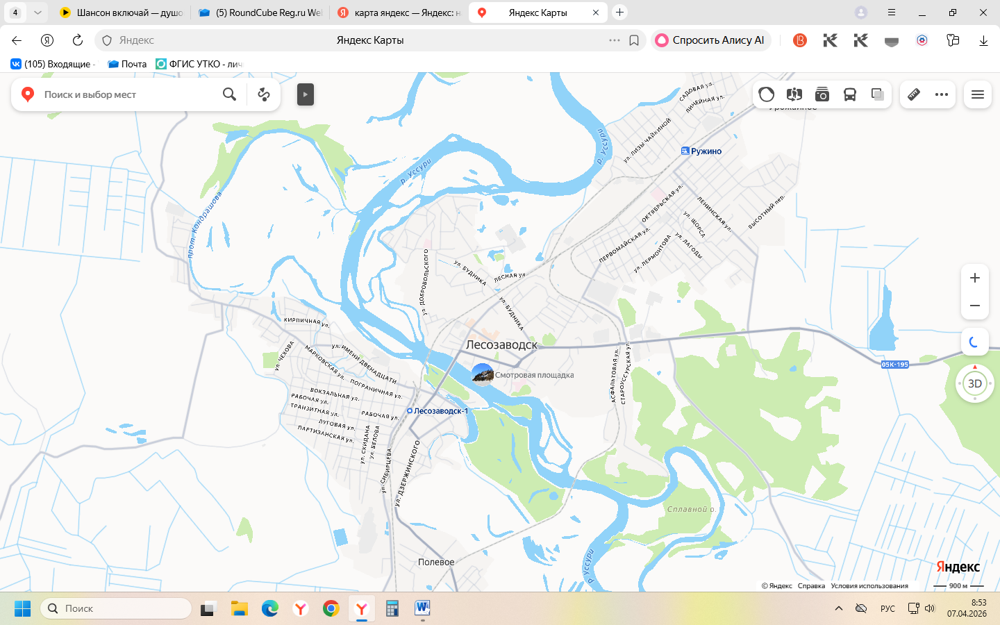 4
Шансон включай — душо
(5) RoundCube Reg.ru Wel
карта яндекс — Яндекс: н
Яндекс Карты
Яндекс
Яндекс Карты
Спросить Алису AI
(105) Входящие -
Почта
ФГИС УТКО - лич
Поиск и выбор мест
САДОВАЯ ул.
ЛИНЕЙНАЯ ул.
Урожайное
р. Уссури
ул. ЛИЗЫ ЧАЙКИНОЙ
Ружино
р. Уссури
прот. Кондрашова
ОКТЯБРЬСКАЯ ул.
ЛЕНИНСКАЯ ул.
ВЫСОТНЫЙ пер.
ул. ЩОРСА
ПЕРВОМАЙСКАЯ ул.
ул. ЛАГОДЫ
ул. ЛЕРМОНТОВА
ул. ДОБРОВОЛЬСКОГО
ул. БУДНИКА
ЛЕСНАЯ ул.
ул. БУДНИКА
КИРПИЧНАЯ ул.
Лесозаводск
ул. ЧЕХОВА
МАРКОВСКАЯ ул.
ул. ИМЕНИ ДВЕНАДЦАТИ
05К-195
Смотровая площадка
АСФАЛЬТОВАЯ ул.
СТАРОУССУРСКАЯ ул.
3D
ПОГРАНИЧНАЯ ул.
ВОКЗАЛЬНАЯ ул.
РАБОЧАЯ ул.
ТРАНЗИТНАЯ ул.
РАБОЧАЯ ул.
Лесозаводск-1
ЛУГОВАЯ ул.
ПАРТИЗАНСКАЯ ул.
ул. СКИДАНА
ул. БЕЛОВА
ул. СИБИРЦЕВА
ул. ДЗЕРЖИНСКОГО
Сплавной о.
Полевое
р. Уссури
Яндекс
© Яндекс Справка Условия использования
900 м
Поиск
РУС
8:53
07.04.2026